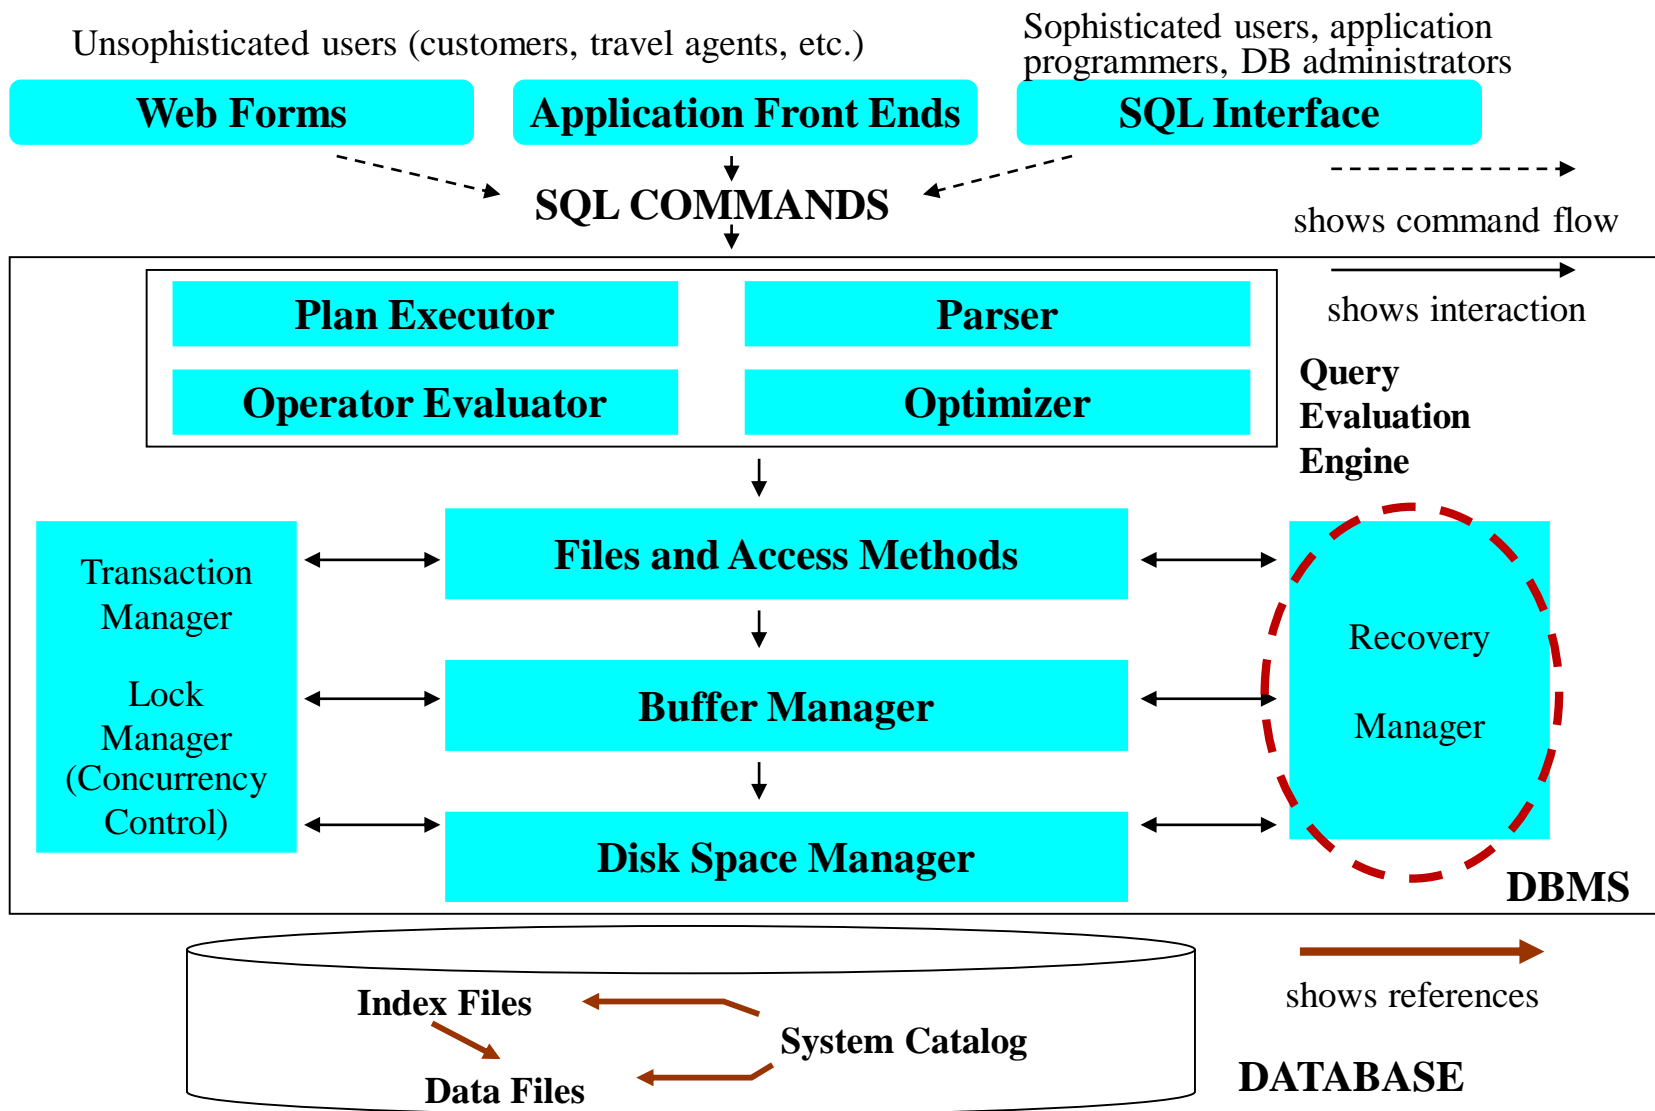 Unsophisticated users (customers, travel agents, etc.)
Sophisticated users, application
programmers, DB administrators
Web Forms
Application Front Ends
SQL Interface
SQL COMMANDS
shows command flow
shows interaction
Plan Executor
Parser
Operator Evaluator
Optimizer
Query
Evaluation
Engine
Files and Access Methods
Transaction
Manager
Lock
Manager
(Concurrency
Control)
Buffer Manager
Recovery
Manager
Disk Space Manager
DBMS
Index Files
System Catalog
Data Files
shows references
DATABASE